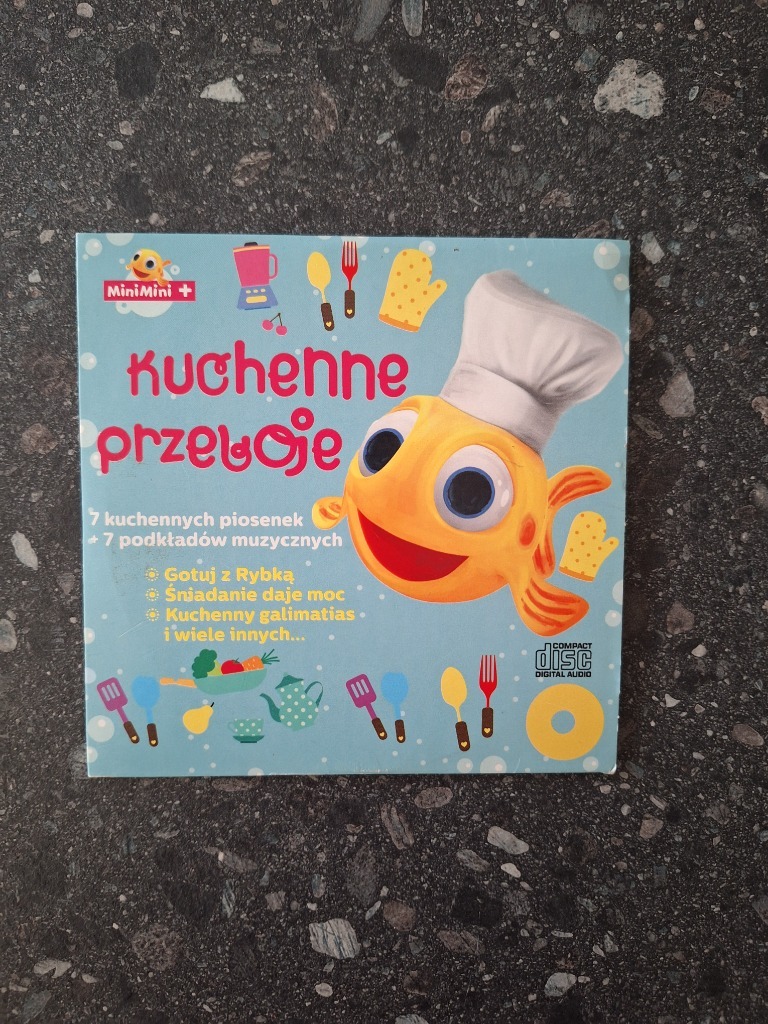 MiniMini +
Kuchenne
przeboje
7 kuchennych piosenek
+ 7 podkładów muzycznych
Gotuj z Rybką
Śniadanie daje moc
Kuchenny galimatias
i wiele innych...
COMPACT
disc
DIGITAL AUDIO